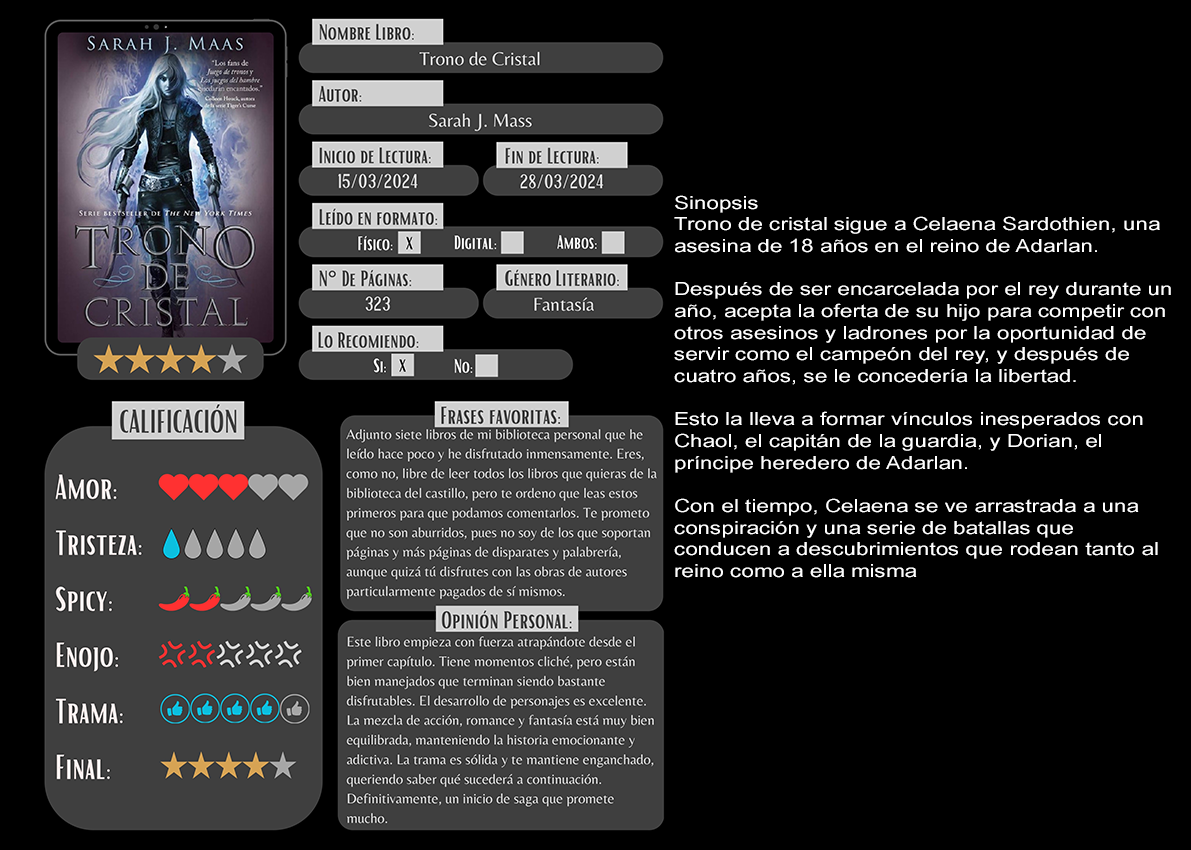 SARAH J. MAAS
"Los fans de
Juego de tronos y
Los juegos del hambre
quedarán encantados."
Colleen Houck, autora
de la serie Tiger's Curse
SERIE BESTSELLER DE THE NEW YORK TIMES
TRONO
DE
CRISTAL
NOMBRE LIBRO:
Trono de Cristal
AUTOR:
Sarah J. Mass
INICIO DE LECTURA:
15/03/2024
FIN DE LECTURA:
28/03/2024
LEÍDO EN FORMATO:
FÍSICO: X DIGITAL: AMBOS:
N° DE PÁGINAS:
323
GÉNERO LITERARIO:
Fantasía
LO RECOMIENDO:
SI: X NO:
CALIFICACIÓN
AMOR:
TRISTEZA:
SPICY:
ENOJO:
TRAMA:
FINAL:
FRASES FAVORITAS:
Adjunto siete libros de mi biblioteca personal que he
leído hace poco y he disfrutado inmensamente. Eres,
como no, libre de leer todos los libros que quieras de la
biblioteca del castillo, pero te ordeno que leas estos
primeros para que podamos comentarlos. Te prometo
que no son aburridos, pues no soy de los que soportan
páginas y más páginas de disparates y palabrería,
aunque quizá tú disfrutes con las obras de autores
particularmente pagados de sí mismos.
OPINIÓN PERSONAL:
Este libro empieza con fuerza atrapándote desde el
primer capítulo. Tiene momentos cliché, pero están
bien manejados que terminan siendo bastante
disfrutables. El desarrollo de personajes es excelente.
La mezcla de acción, romance y fantasía está muy bien
equilibrada, manteniendo la historia emocionante y
adictiva. La trama es sólida y te mantiene enganchado,
queriendo saber qué sucederá a continuación.
Definitivamente, un inicio de saga que promete
mucho.
Sinopsis
Trono de cristal sigue a Celaena Sardothien, una
asesina de 18 años en el reino de Adarlan.
Después de ser encarcelada por el rey durante un
año, acepta la oferta de su hijo para competir con
otros asesinos y ladrones por la oportunidad de
servir como el campeón del rey, y después de
cuatro años, se le concedería la libertad.
Esto la lleva a formar vínculos inesperados con
Chaol, el capitán de la guardia, y Dorian, el
príncipe heredero de Adarlan.
Con el tiempo, Celaena se ve arrastrada a una
conspiración y una serie de batallas que
conducen a descubrimientos que rodean tanto al
reino como a ella misma